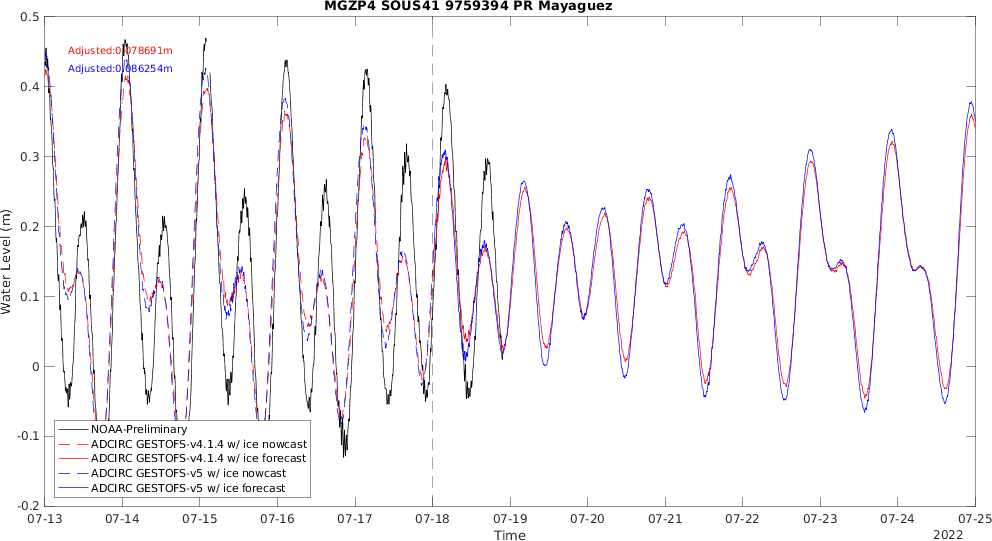 MGZP4 SOUS41 9759394 PR Mayaguez
0.5
0.4
0.3
0.2
0.1
0
-0.1
-0.2
Water Level (m)
Adjusted:0.078691m
Adjusted:0.086254m
NOAA-Preliminary
ADCIRC GESTOFS-v4.1.4 w/ ice nowcast
ADCIRC GESTOFS-v4.1.4 w/ ice forecast
ADCIRC GESTOFS-v5 w/ ice nowcast
ADCIRC GESTOFS-v5 w/ ice forecast
07-13 07-14 07-15 07-16 07-17 07-18 07-19 07-20 07-21 07-22 07-23 07-24 07-25
Time
2022